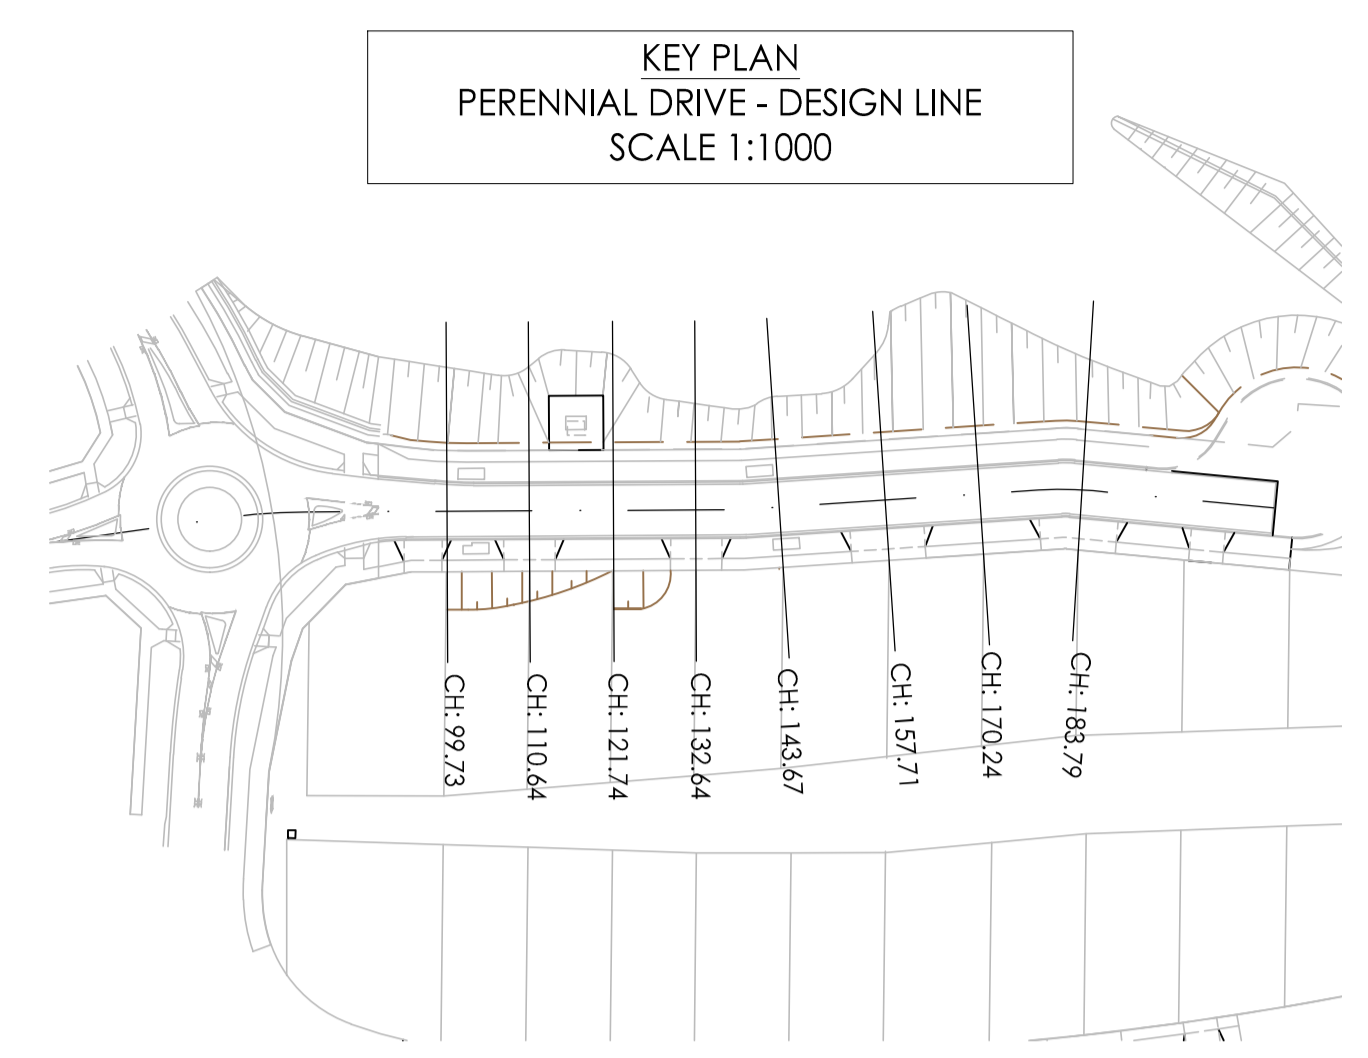 KEY PLAN
PERENNIAL DRIVE - DESIGN LINE
SCALE 1:1000
CH: 99.73
CH: 110.64
CH: 121.74
CH: 132.64
CH: 143.67
CH: 157.71
CH: 170.24
CH: 183.79